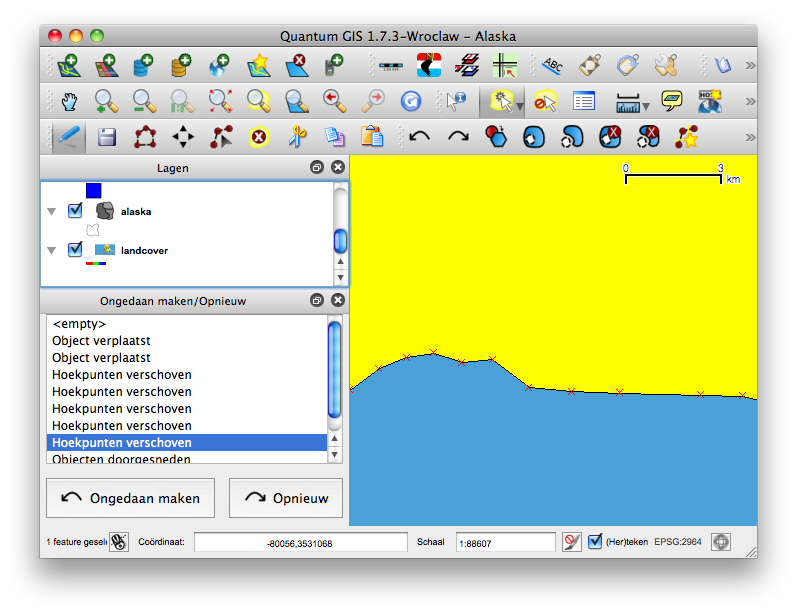 Quantum GIS 1.7.3-Wroclaw - Alaska
ABC
Lagen
alaska
landcover
Ongedaan maken/Opnieuw
<empty>
Object verplaatst
Object verplaatst
Hoekpunten verschoven
Hoekpunten verschoven
Hoekpunten verschoven
Hoekpunten verschoven
Hoekpunten verschoven
Objecten doorgesneden
Ongedaan maken
Opnieuw
0 3
km
1 feature gesele
Coördinaat:
-80056,3531068
Schaal
1:88607
(Her)teken
EPSG:2964